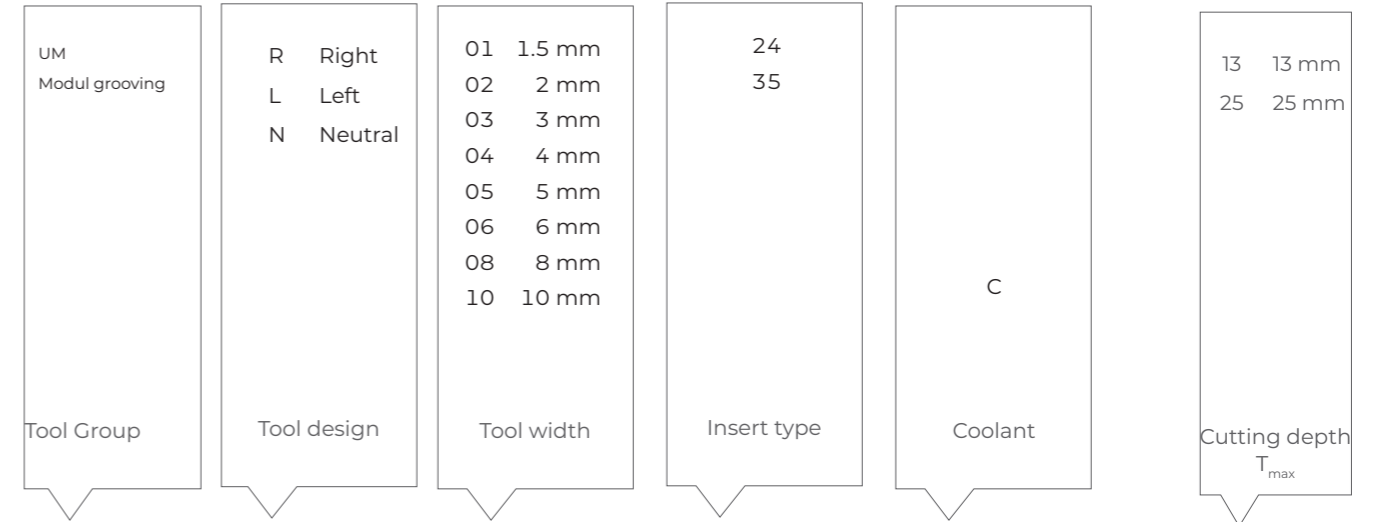 UM
Modul grooving
Tool Group
R Right
L Left
N Neutral
Tool design
01 1.5 mm
02 2 mm
03 3 mm
04 4 mm
05 5 mm
06 6 mm
08 8 mm
10 10 mm
Tool width
24
35
Insert type
C
Coolant
13 13 mm
25 25 mm
Cutting depth
Tmax